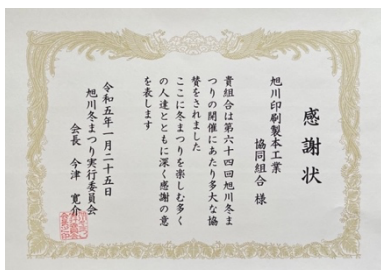 感謝状
旭川印刷製本工業
協同組合 様
貴組合は第六十四回旭川冬ま
つりの開催にあたり多大な協
賛をされました
ここに冬まつりを楽しむ多く
の人達とともに深く感謝の意
を表します
令和五年一月二十五日
旭川冬まつり実行委員会
会長 今津 寛介